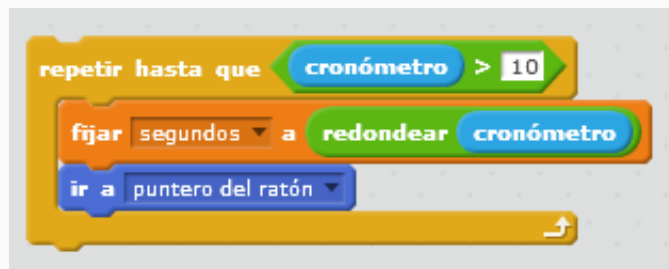 repetir hasta que cronómetro > 10
fijar segundos a redondear cronómetro
ir a puntero del ratón